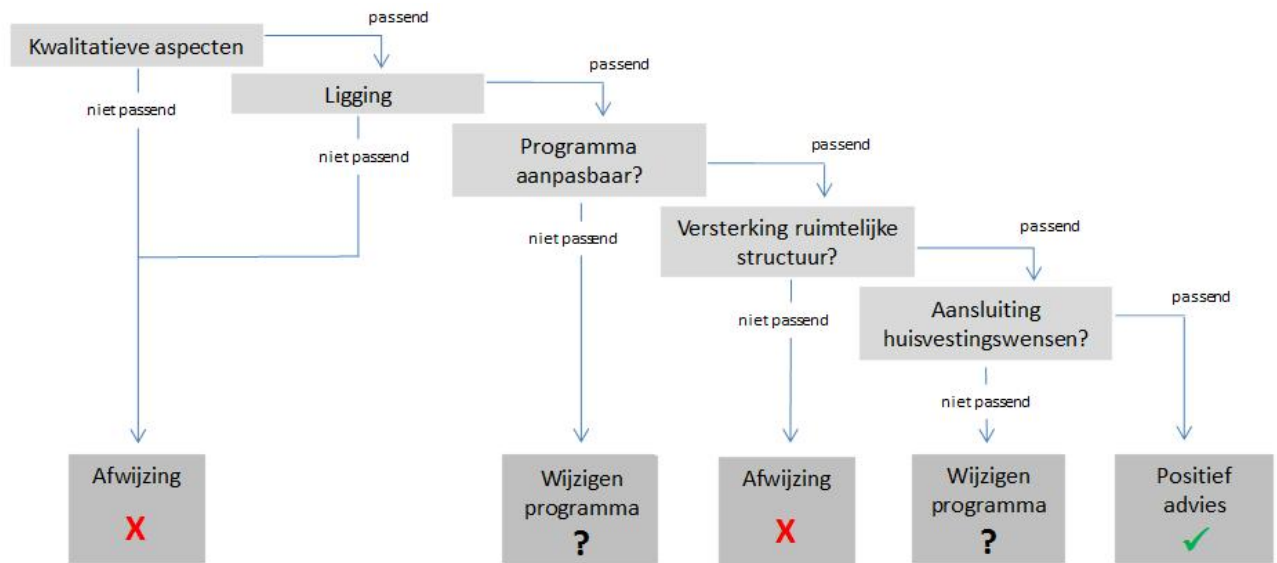 passend
Kwalitatieve aspecten
passend
niet passend
Ligging
passend
niet passend
Programma
aanpasbaar?
passend
niet passend
Versterking ruimtelijke
structuur?
passend
niet passend
Aansluiting
huisvestingswensen?
niet passend
Afwijzing
X
Wijzigen
programma
?
Afwijzing
X
Wijzigen
programma
?
Positief
advies
✓